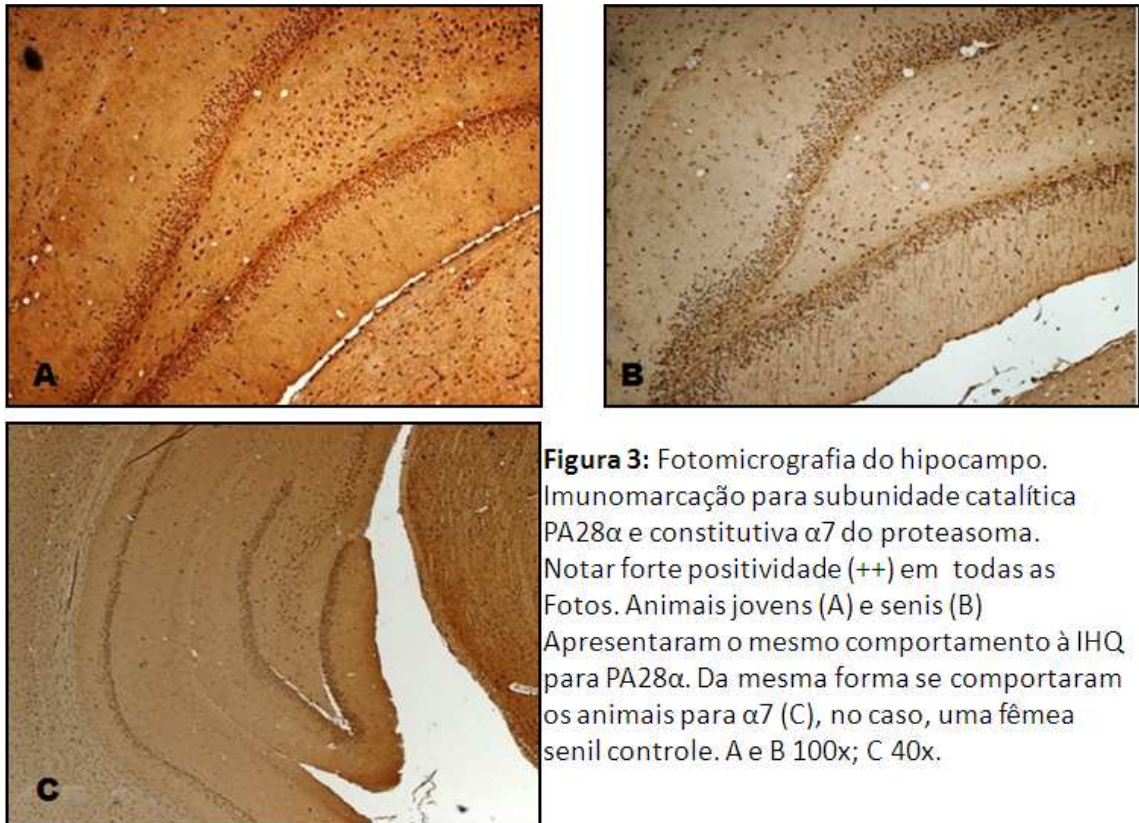 A
B
C
Figura 3: Fotomicrografia do hipocampo.
Imunomarcação para subunidade catalítica
PA28α e constitutiva α7 do proteasoma.
Notar forte positividade (++) em todas as
Fotos. Animais jovens (A) e senis (B)
Apresentaram o mesmo comportamento à IHQ
para PA28α. Da mesma forma se comportaram
os animais para α7 (C), no caso, uma fêmea
senil controle. A e B 100x; C 40x.